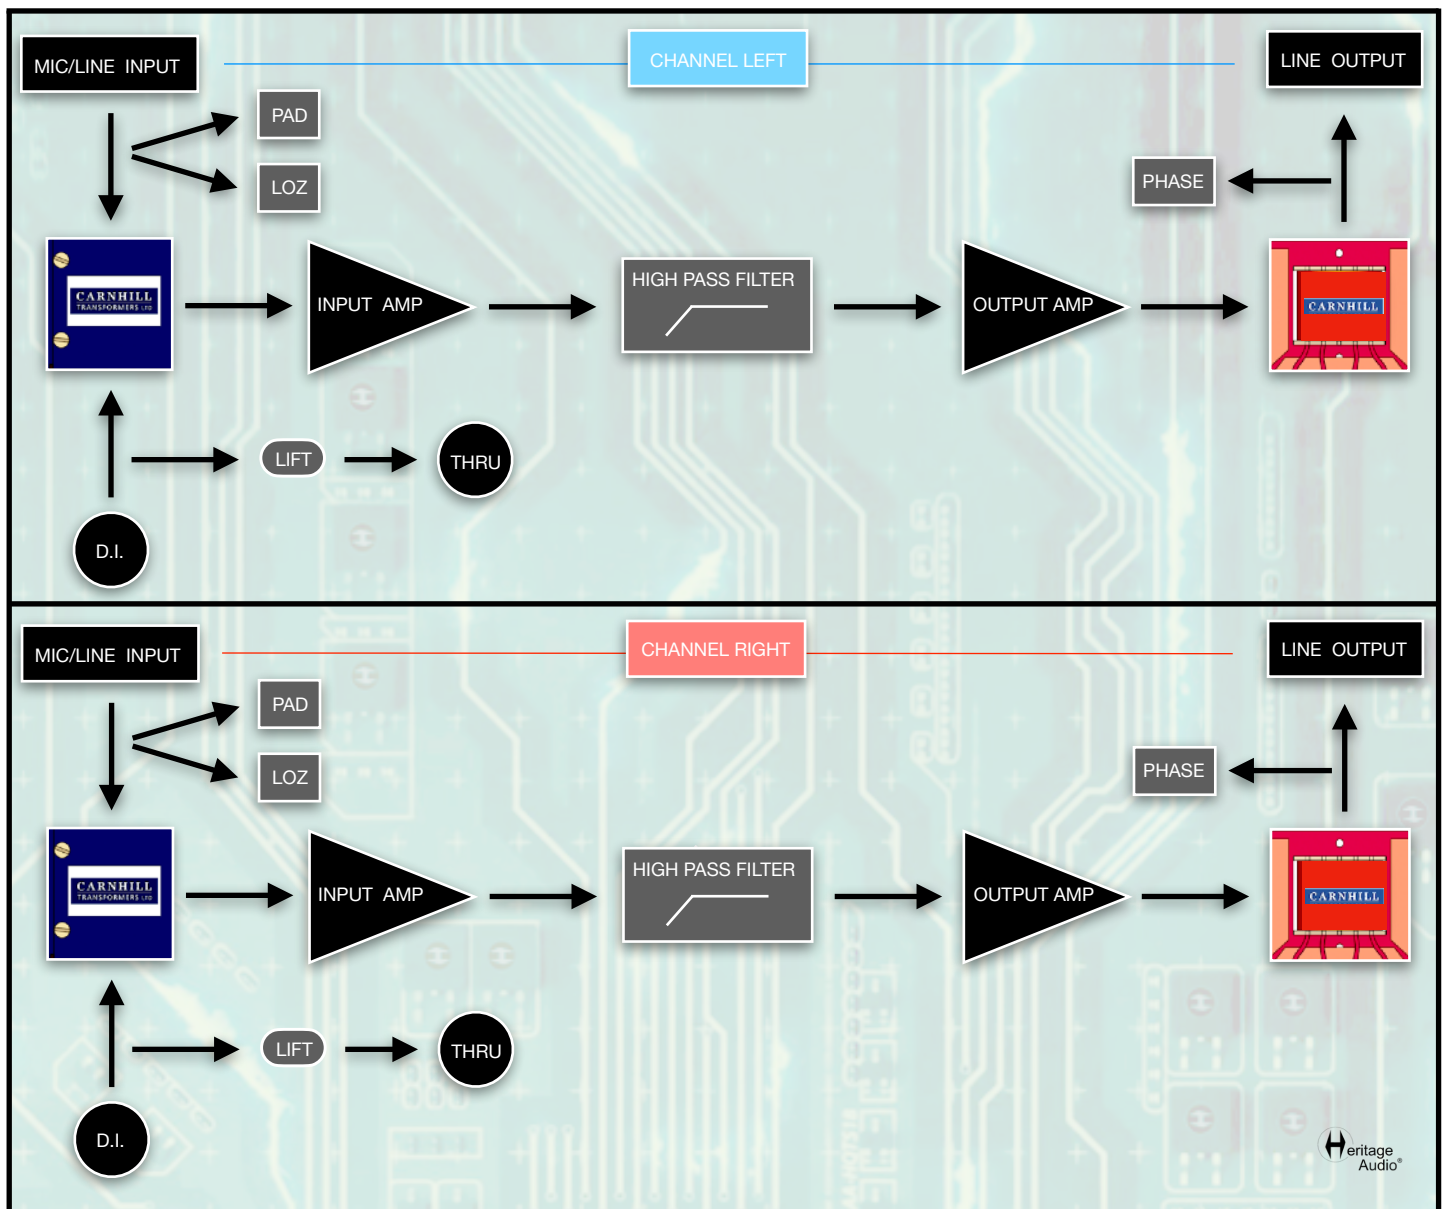 MIC/LINE INPUT
CHANNEL LEFT
LINE OUTPUT
PAD
LOZ
PHASE
CARNHILL
TRANSFORMERS LTD
INPUT AMP
HIGH PASS FILTER
OUTPUT AMP
CARNHILL
LIFT
THRU
D.I.
MIC/LINE INPUT
CHANNEL RIGHT
LINE OUTPUT
PAD
LOZ
PHASE
CARNHILL
TRANSFORMERS LTD
INPUT AMP
HIGH PASS FILTER
OUTPUT AMP
CARNHILL
LIFT
THRU
D.I.
Heritage
Audio®